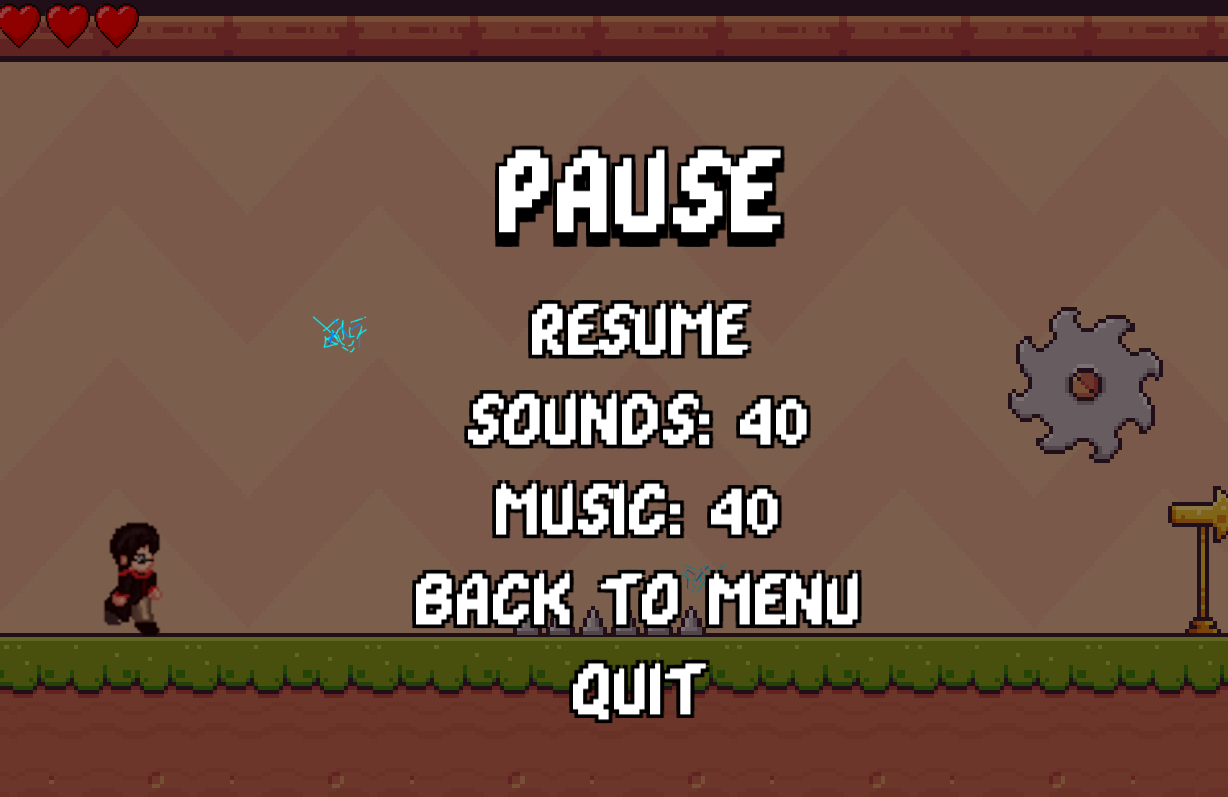 PAUSE
RESUME
SOUNDS: 40
MUSIC: 40
BACK TO MENU
QUIT